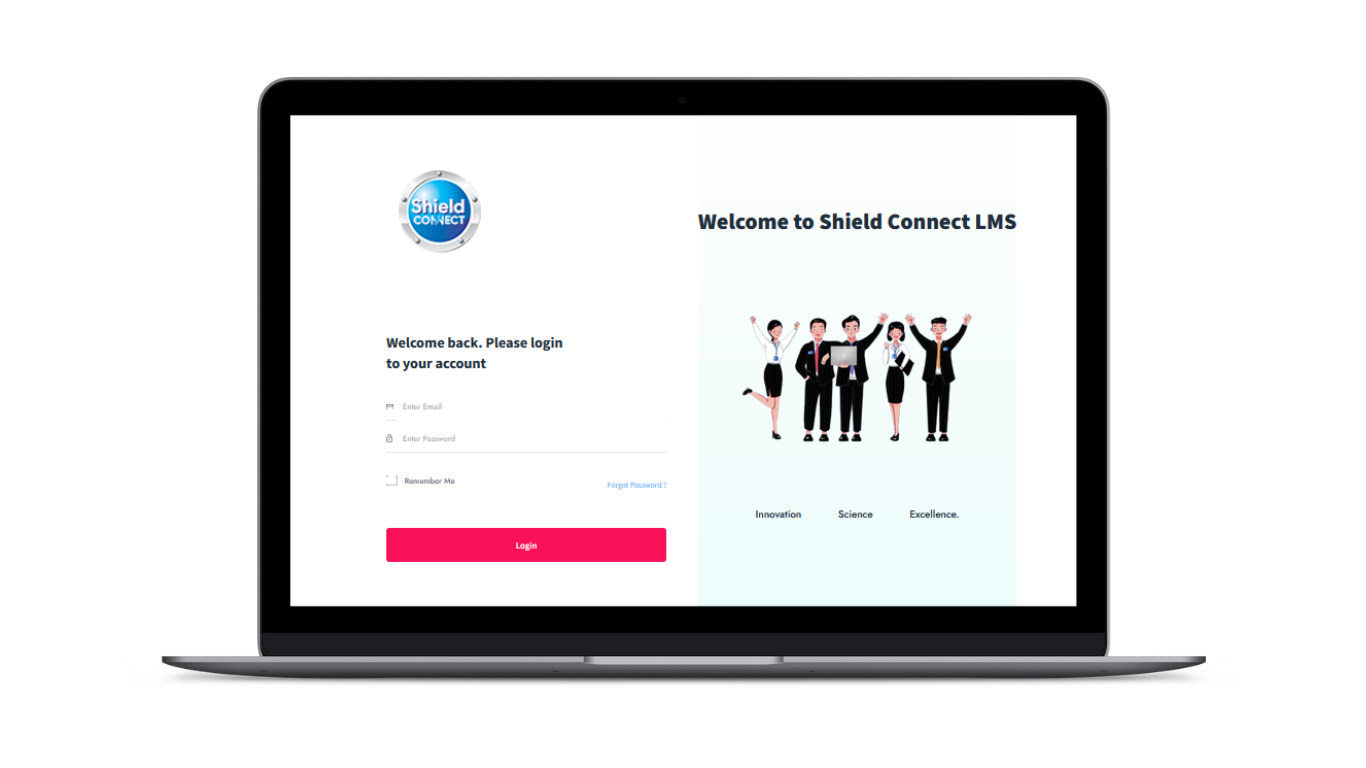 Shield
CONNECT
Welcome back. Please login
to your account
Enter Email
Enter Password
Remember Me
Forgot Password ?
Login
Welcome to Shield Connect LMS
Innovation Science Excellence.